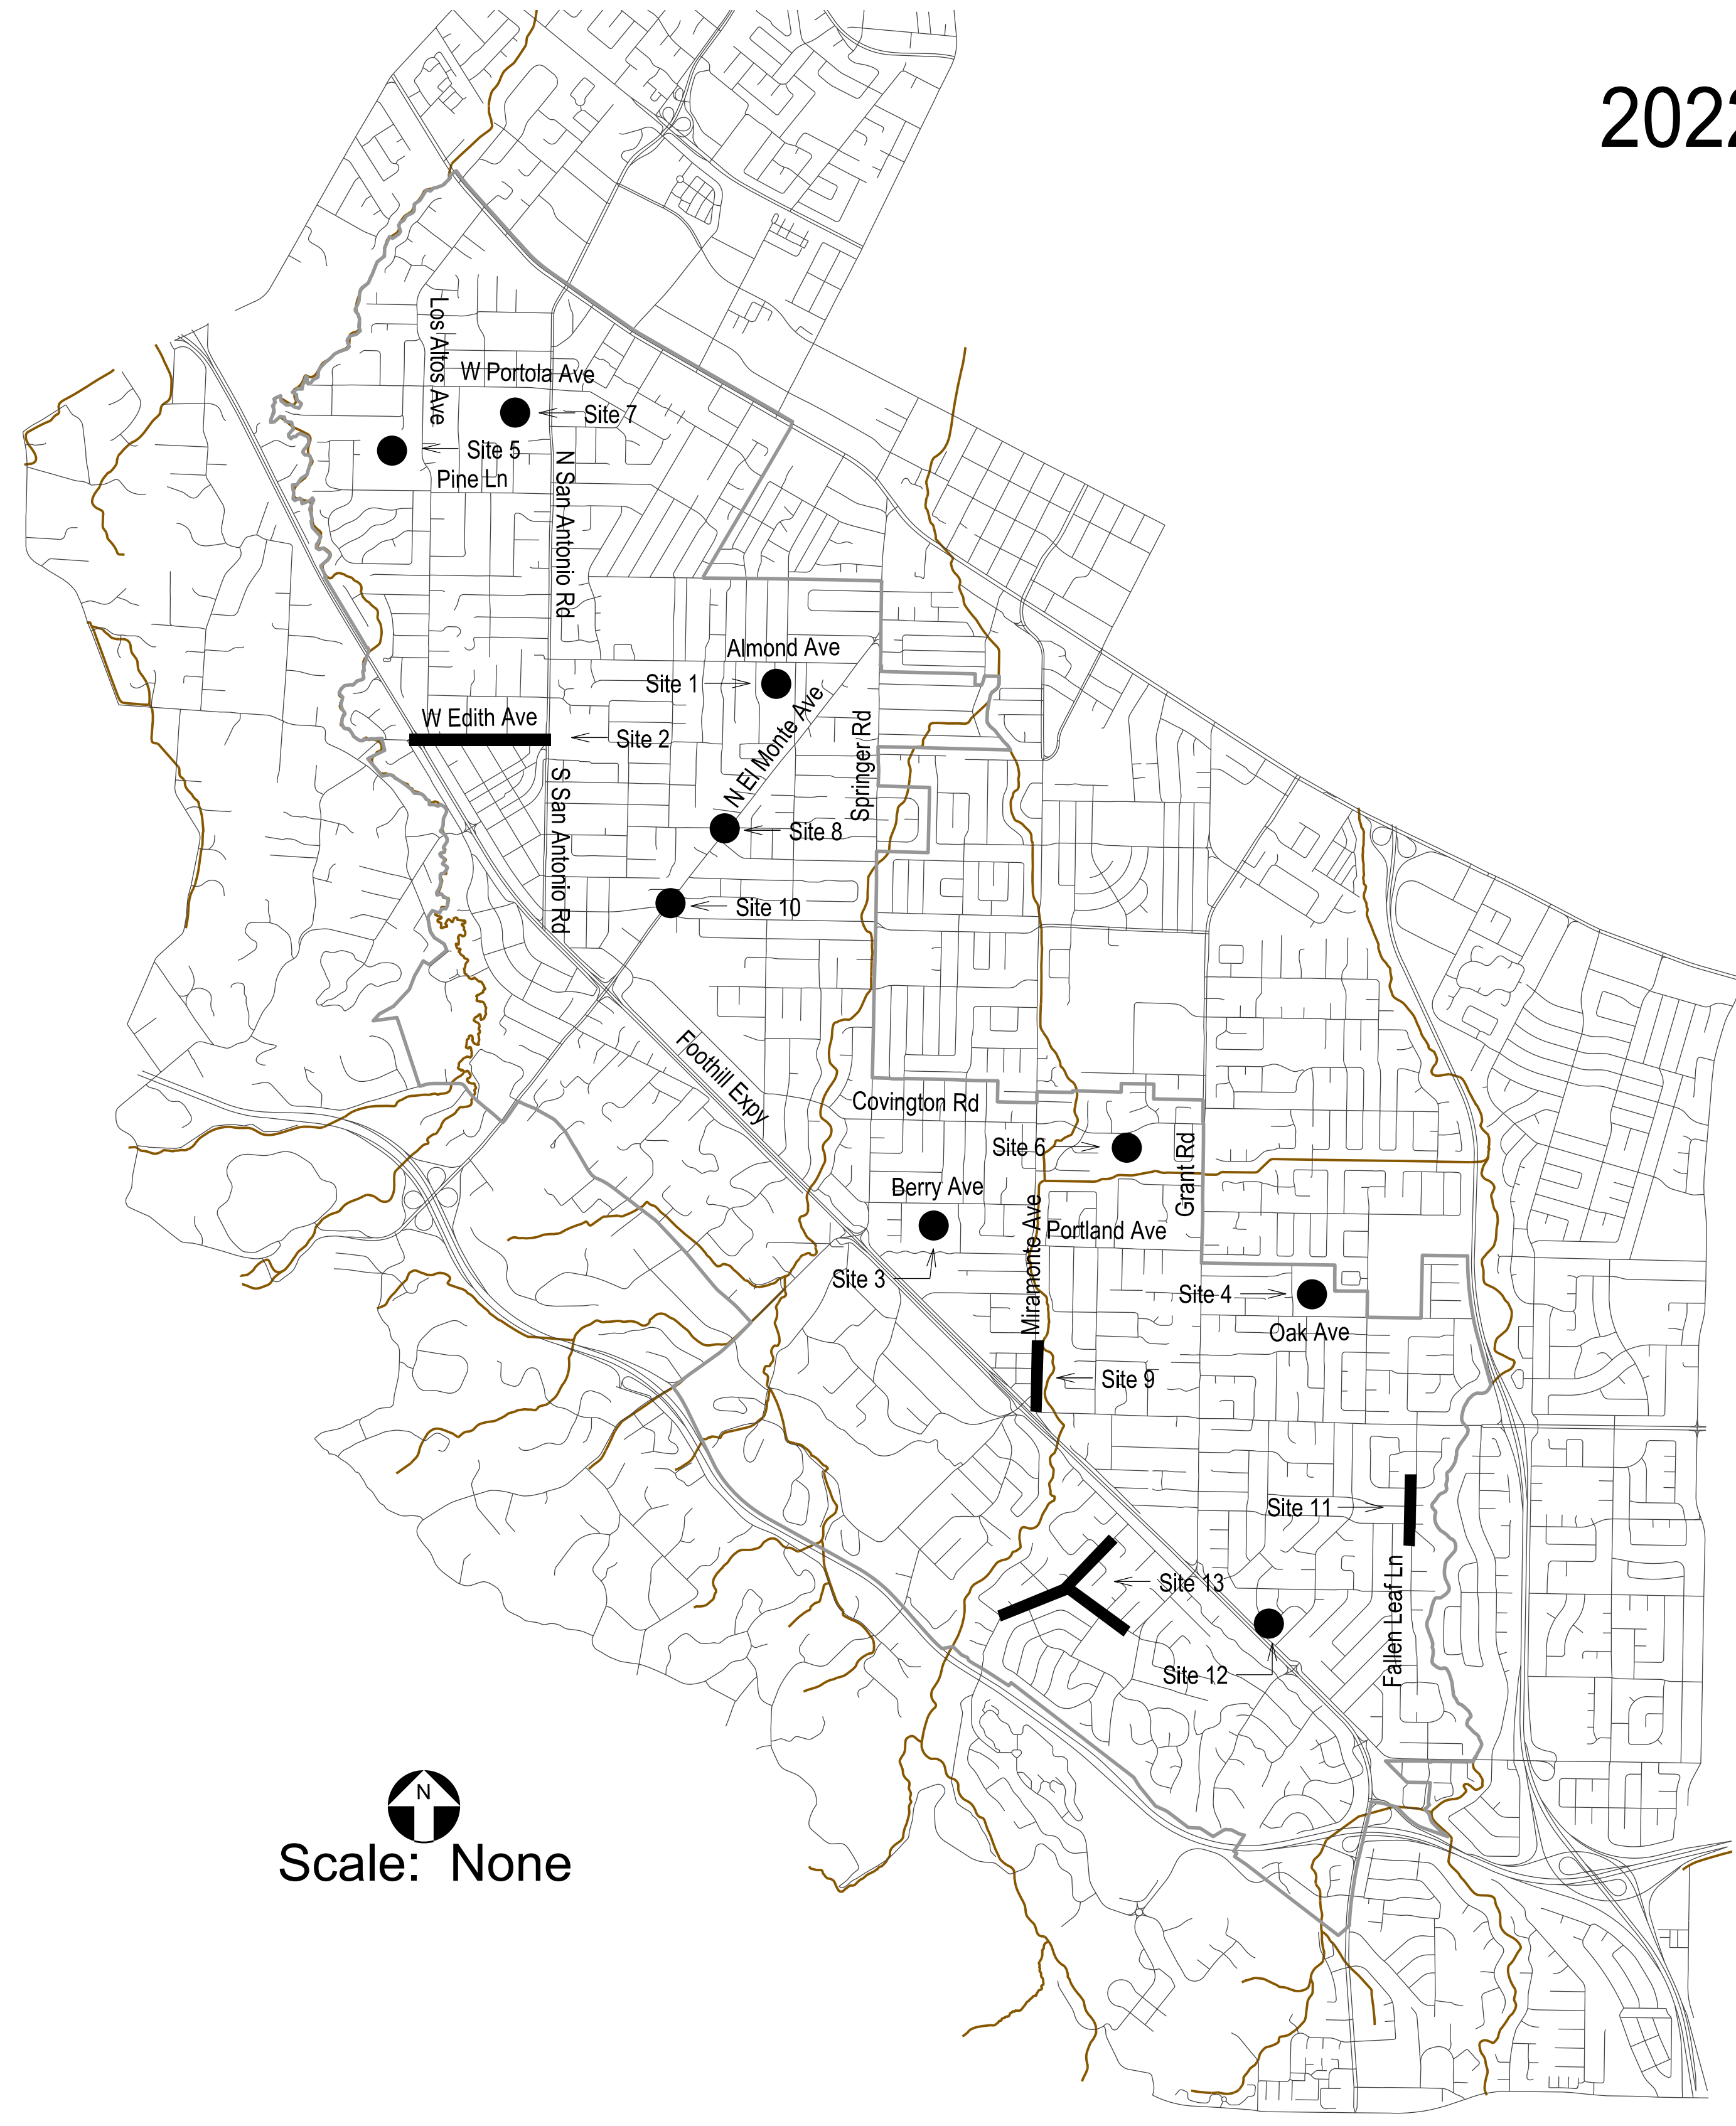 2022
Los Altos Ave
W Portola Ave
Site 7
Site 5
Pine Ln
N San Antonio Rd
Almond Ave
Site 1
W Edith Ave
Site 2
N El Monte Ave
Springer Rd
S San Antonio Rd
Site 8
Site 10
Foothill Expy
Covington Rd
Site 6
Grant Rd
Berry Ave
Miramonte Ave
Portland Ave
Site 3
Site 4
Oak Ave
Site 9
Site 11
Fallen Leaf Ln
Site 13
Site 12
N
Scale: None